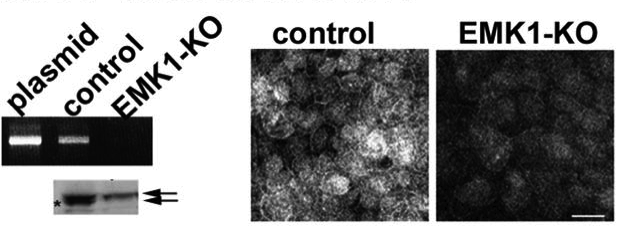 plasmid
control
EMK1-KO
control
EMK1-KO
*